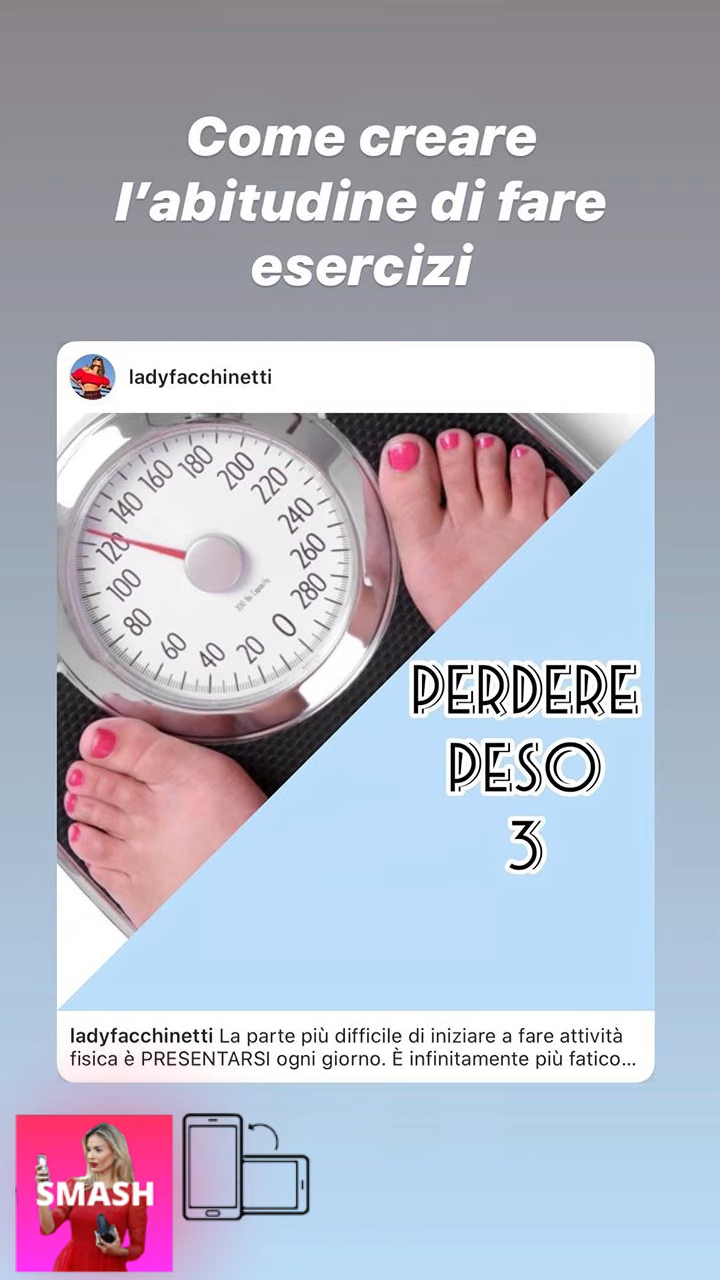 Come creare
l’abitudine di fare
esercizi
ladyfacchinetti
0
20
40
60
80
100
120
140
160
180
200
220
240
260
280
PERDERE
PESO
3
ladyfacchinetti La parte più difficile di iniziare a fare attività
fisica è PRESENTARSI ogni giorno. È infinitamente più fatico...
SMASH